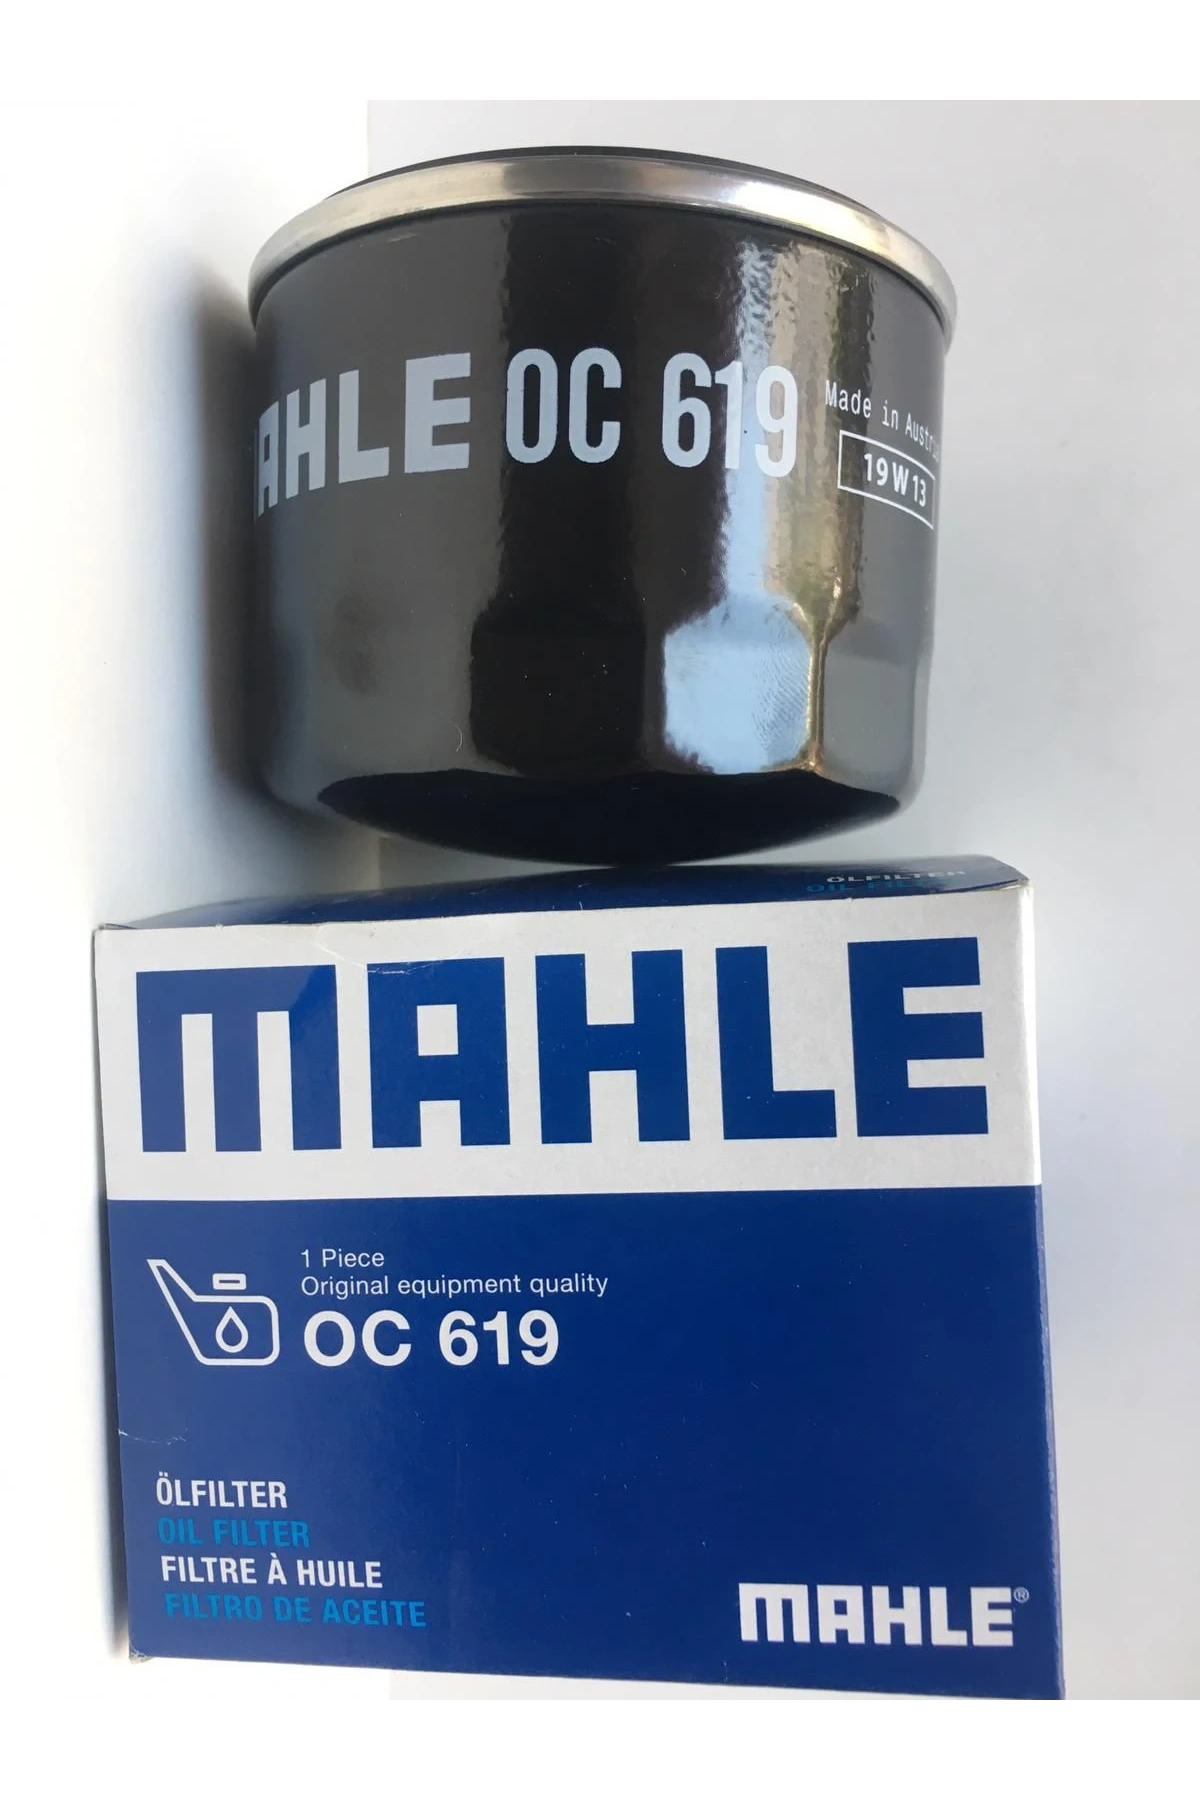 MAHLE OC 619
Made in Austria
19W13
ÖLFILTER
OIL FILTER
MAHLE
1 Piece
Original equipment quality
OC 619
ÖLFILTER
OIL FILTER
FILTRE À HUILE
FILTRO DE ACEITE
MAHLE®